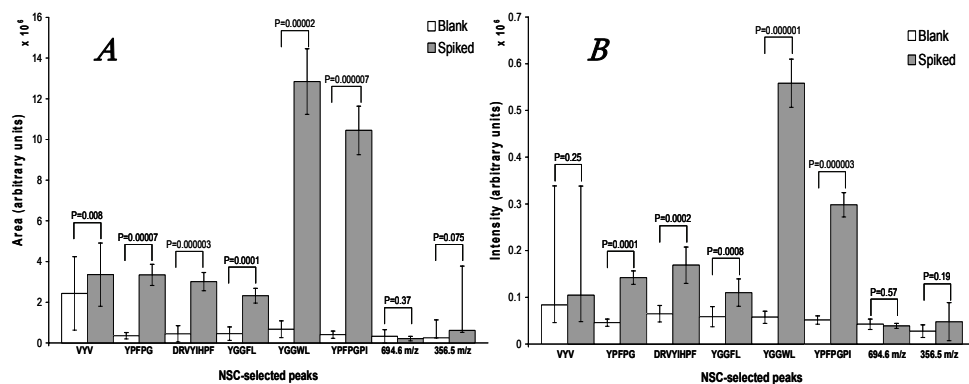 x 10⁶
16
14
12
10
8
6
4
2
0
Area (arbitrary units)
A
Blank
Spiked
P=0.008
P=0.00007
P=0.000003
P=0.0001
P=0.00002
P=0.000007
P=0.37
P=0.075
VYV
YPFPG
DRVYIHPF
YGGFL
YGGWL
YPFPGPI
694.6 m/z
356.5 m/z
NSC-selected peaks
x 10⁶
0.7
0.6
0.5
0.4
0.3
0.2
0.1
0.0
Intensity (arbitrary units)
B
Blank
Spiked
P=0.25
P=0.0001
P=0.0002
P=0.0008
P=0.000001
P=0.000003
P=0.57
P=0.19
VYV
YPFPG
DRVYIHPF
YGGFL
YGGWL
YPFPGPI
694.6 m/z
356.5 m/z
NSC-selected peaks